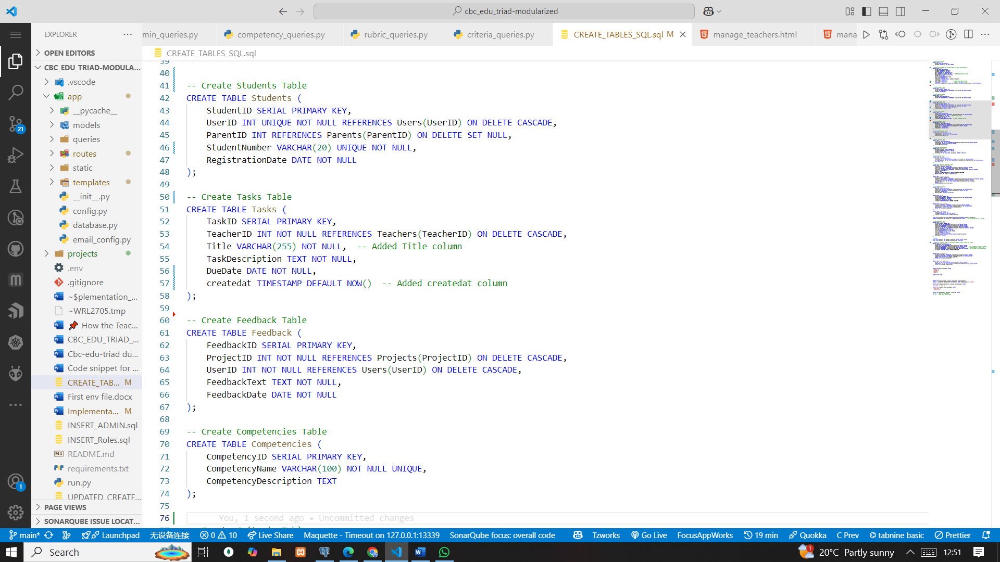 cbc_edu_triad-modularized
EXPLORER
min_queries.py
competency_queries.py
rubric_queries.py
criteria_queries.py
CREATE_TABLES_SQL.sql M
manage_teachers.html
mana
OPEN EDITORS
CREATE_TABLES_SQL.sql
CBC_EDU_TRIAD-MODULA...
.vscode
app
__pycache__
models
queries
routes
static
templates
__init__.py
config.py
database.py
email_config.py
projects
.env
.gitignore
~$plementation_...
~WRL2705.tmp
📌 How the Teac...
CBC_EDU_TRIAD_...
Cbc-edu-triad du...
Code snippet for ...
CREATE_TAB... M
First env file.docx
Implementa... M
INSERT_ADMIN.sql
INSERT_Roles.sql
README.md
requirements.txt
run.py
UPDATED_CREATE...
PAGE VIEWS
SONARQUBE ISSUE LOCAT...
21
1
39
40
41 -- Create Students Table
42 CREATE TABLE Students (
43 StudentID SERIAL PRIMARY KEY,
44 UserID INT UNIQUE NOT NULL REFERENCES Users(UserID) ON DELETE CASCADE,
45 ParentID INT REFERENCES Parents(ParentID) ON DELETE SET NULL,
46 StudentNumber VARCHAR(20) UNIQUE NOT NULL,
47 RegistrationDate DATE NOT NULL
48 );
49
50 -- Create Tasks Table
51 CREATE TABLE Tasks (
52 TaskID SERIAL PRIMARY KEY,
53 TeacherID INT NOT NULL REFERENCES Teachers(TeacherID) ON DELETE CASCADE,
54 Title VARCHAR(255) NOT NULL, -- Added Title column
55 TaskDescription TEXT NOT NULL,
56 DueDate DATE NOT NULL,
57 createdat TIMESTAMP DEFAULT NOW() -- Added createdat column
58 );
59
60 -- Create Feedback Table
61 CREATE TABLE Feedback (
62 FeedbackID SERIAL PRIMARY KEY,
63 ProjectID INT NOT NULL REFERENCES Projects(ProjectID) ON DELETE CASCADE,
64 UserID INT NOT NULL REFERENCES Users(UserID) ON DELETE CASCADE,
65 FeedbackText TEXT NOT NULL,
66 FeedbackDate DATE NOT NULL
67 );
68
69 -- Create Competencies Table
70 CREATE TABLE Competencies (
71 CompetencyID SERIAL PRIMARY KEY,
72 CompetencyName VARCHAR(100) NOT NULL UNIQUE,
73 CompetencyDescription TEXT
74 );
75
76 You, 1 second ago • Uncommitted changes
main* Launchpad 无设备连接 0 10 Live Share Maquette - Timeout on 127.0.0.1:13339 SonarQube focus: overall code Tzworks Go Live FocusAppWorks 19 min Quokka C Prev tabnine basic Prettier
Search
1 20°C Partly sunny 12:51